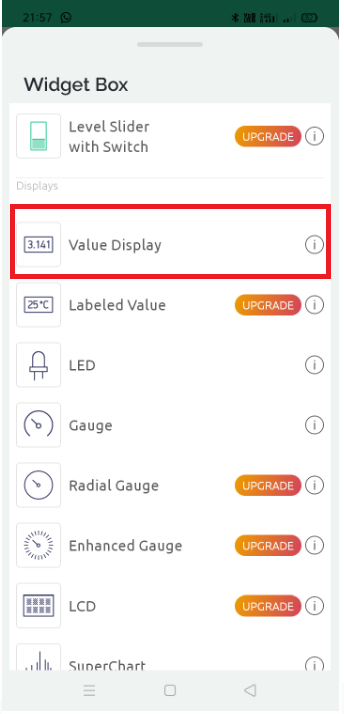 21:57
Widget Box
Level Slider
with Switch
UPGRADE
i
Displays
3.141
Value Display
i
25°C
Labeled Value
UPGRADE
i
LED
i
Gauge
i
Radial Gauge
UPGRADE
i
Enhanced Gauge
UPGRADE
i
LCD
UPGRADE
i
SuperChart
i